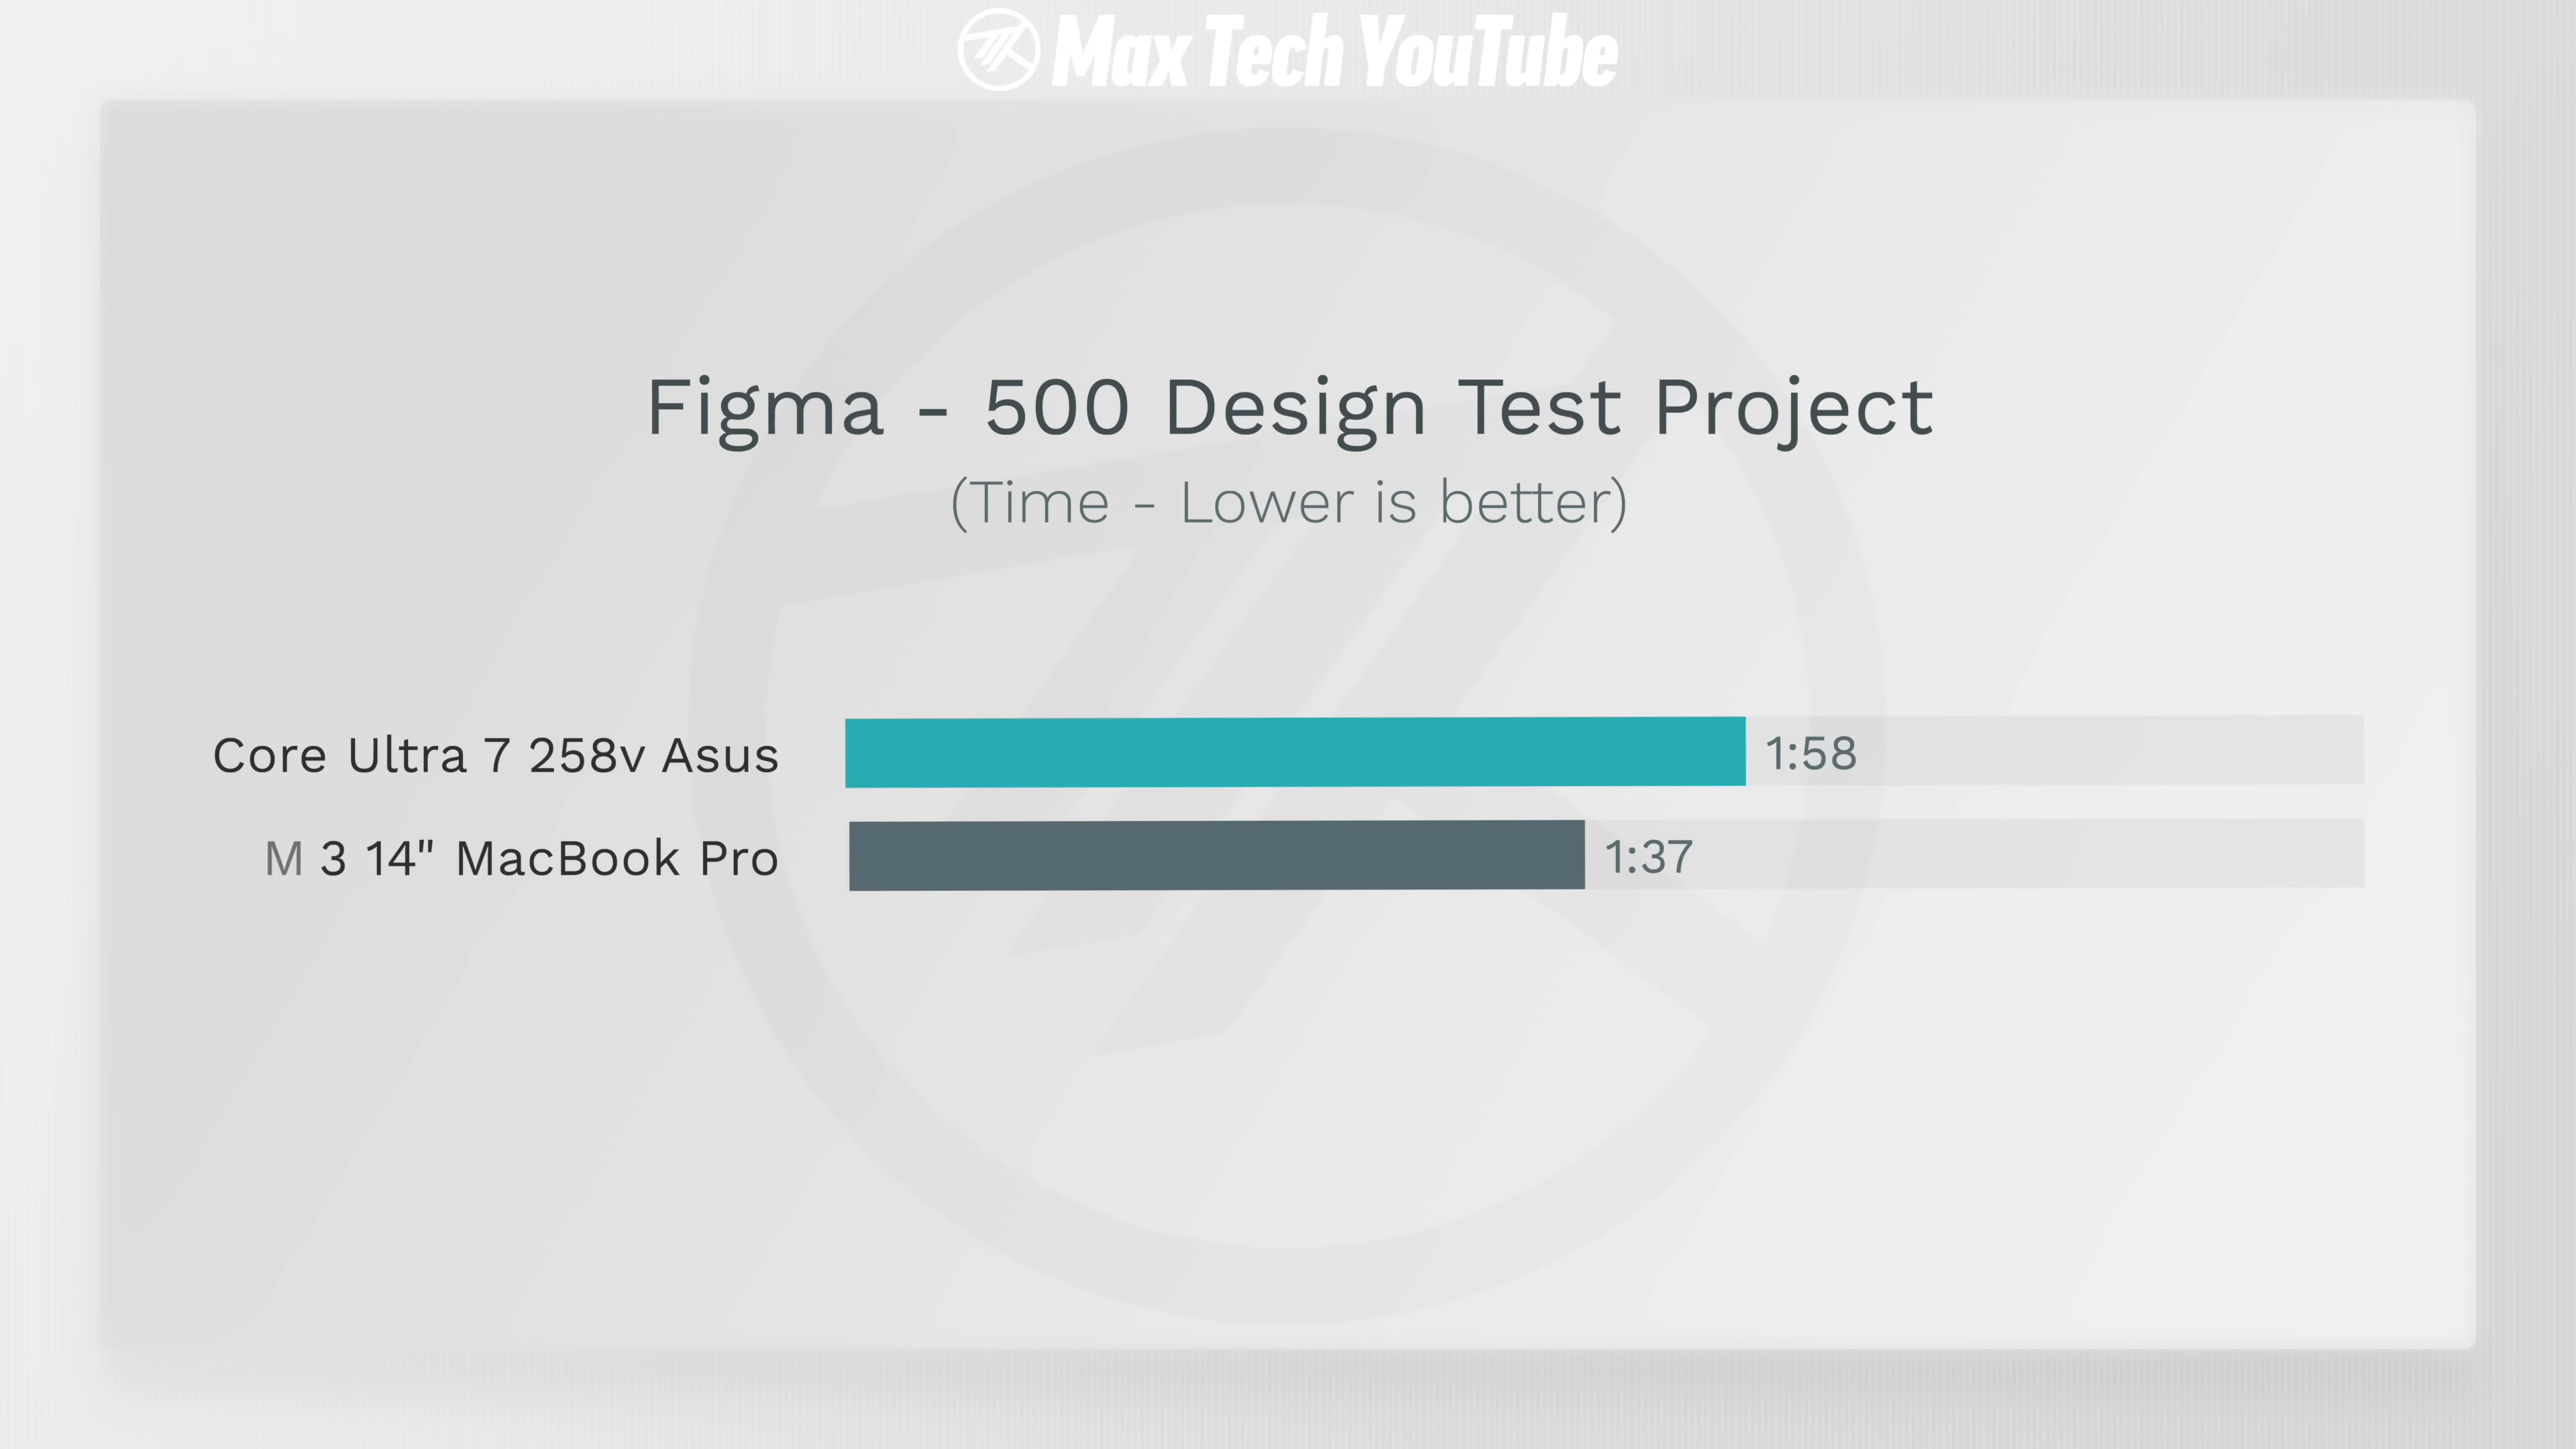 Max Tech YouTube
Figma - 500 Design Test Project
(Time - Lower is better)
Core Ultra 7 258v Asus 1:58
M 3 14" MacBook Pro 1:37